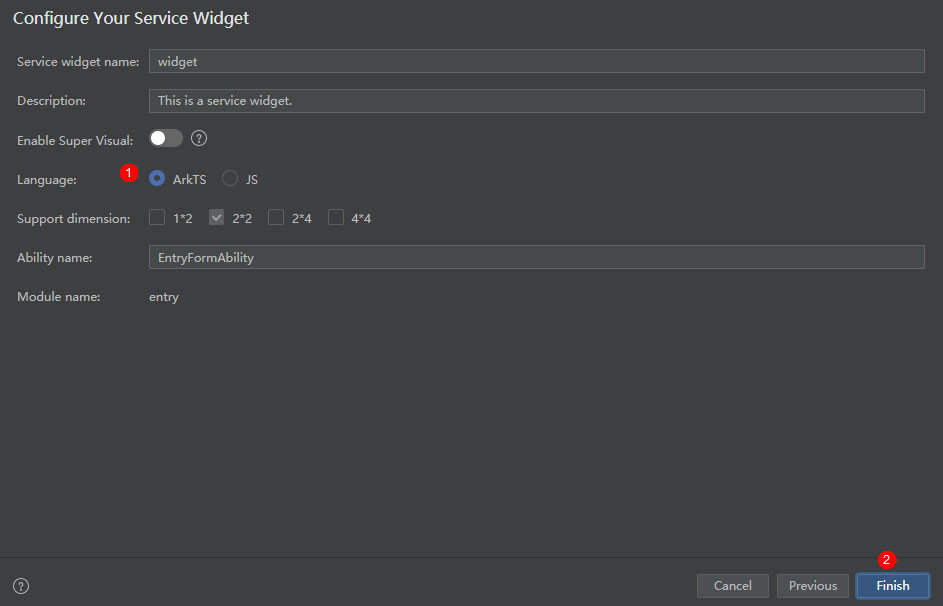 Configure Your Service Widget
Service widget name: widget
Description: This is a service widget.
Enable Super Visual: ?
Language: 1 ArkTS JS
Support dimension: 1*2 2*2 2*4 4*4
Ability name: EntryFormAbility
Module name: entry
2
? Cancel Previous Finish